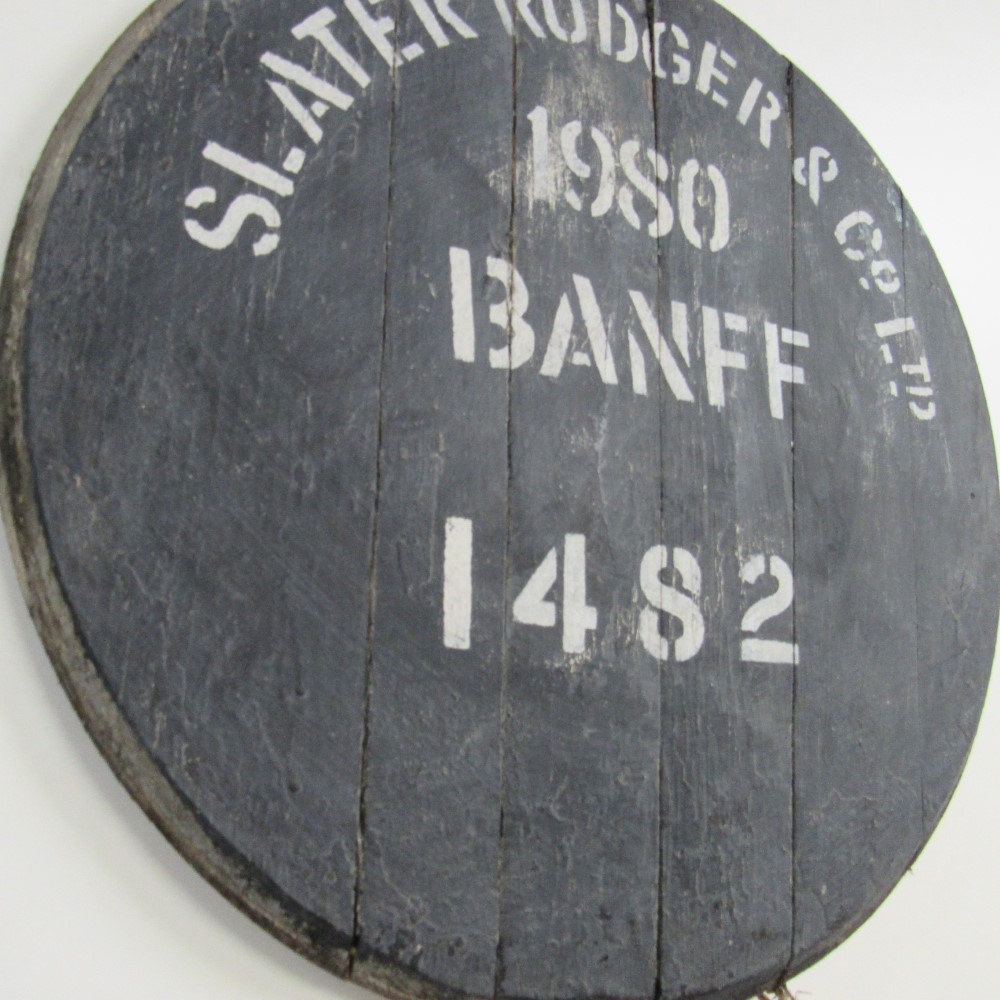 SLATER RODGER & CO. LTD
1980
BANFF
1482